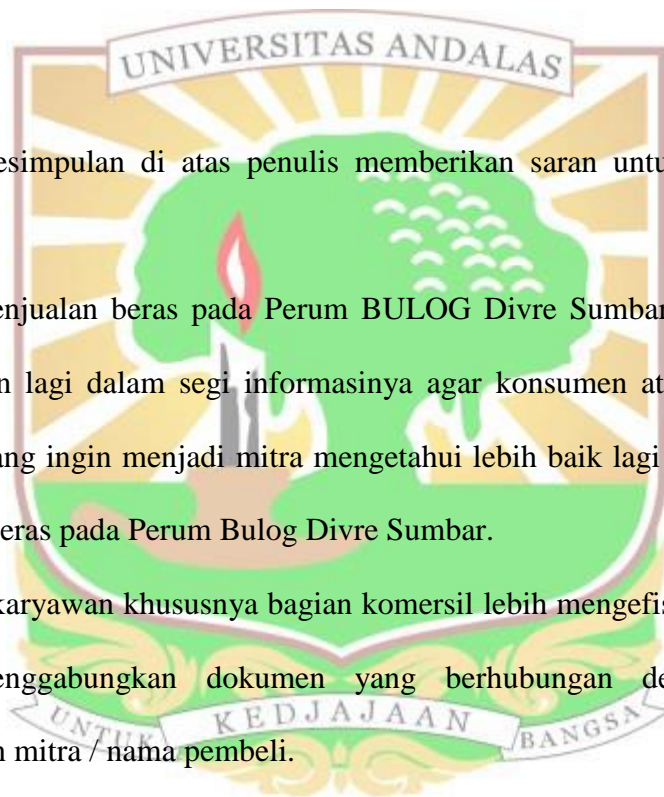 UNIVERSITAS ANDALAS
esimpulan di atas penulis memberikan saran untu
enjualan beras pada Perum BULOG Divre Sumbar
n lagi dalam segi informasinya agar konsumen at
ang ingin menjadi mitra mengetahui lebih baik lagi
eras pada Perum Bulog Divre Sumbar.
karyawan khususnya bagian komersil lebih mengefis
enggabungkan dokumen yang berhubungan de
n mitra / nama pembeli.
UNTUK KEDJAJAAN BANGSA